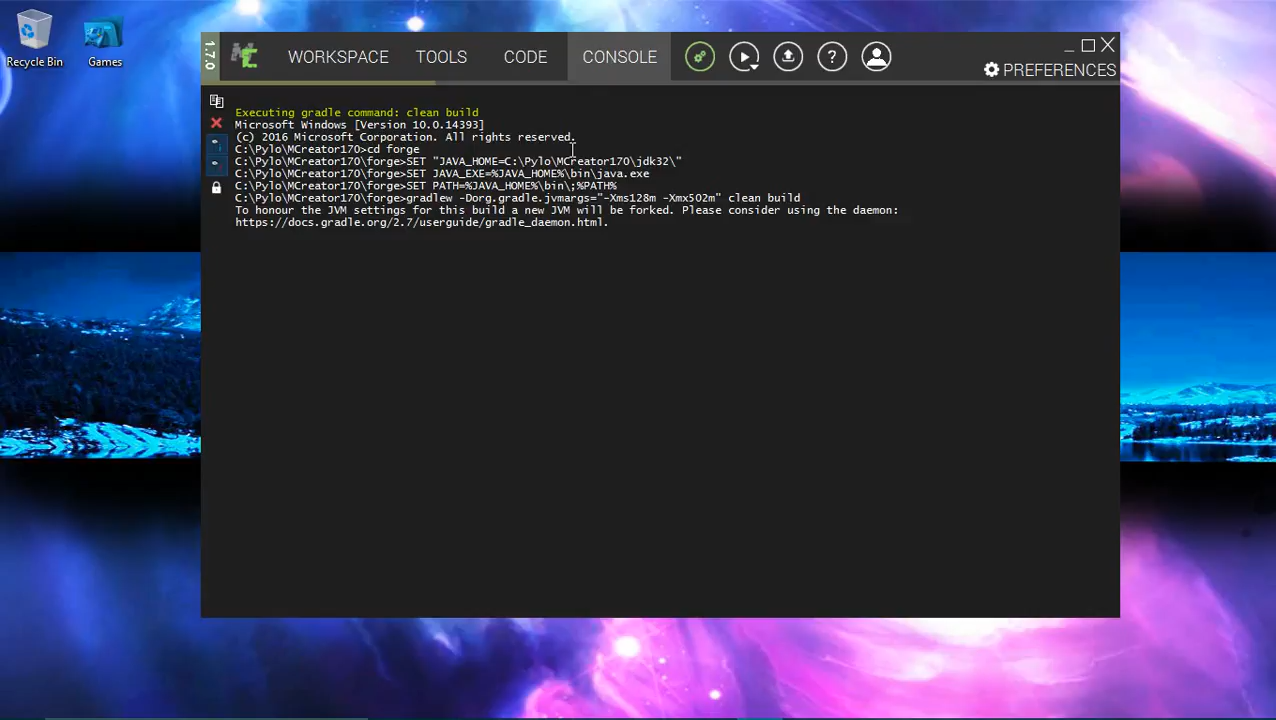 Recycle Bin
Games
1.7.0
WORKSPACE
TOOLS
CODE
CONSOLE
?
PREFERENCES
Executing gradle command: clean build
Microsoft Windows [Version 10.0.14393]
(c) 2016 Microsoft Corporation. All rights reserved.
C:\Pylo\MCreator170>cd forge
C:\Pylo\MCreator170\forge>SET "JAVA_HOME=C:\Pylo\MCreator170\jdk32\"
C:\Pylo\MCreator170\forge>SET JAVA_EXE=%JAVA_HOME%\bin\java.exe
C:\Pylo\MCreator170\forge>SET PATH=%JAVA_HOME%\bin\;%PATH%
C:\Pylo\MCreator170\forge>gradlew -Dorg.gradle.jvmargs="-Xms128m -Xmx502m" clean build
To honour the JVM settings for this build a new JVM will be forked. Please consider using the daemon:
https://docs.gradle.org/2.7/userguide/gradle_daemon.html.